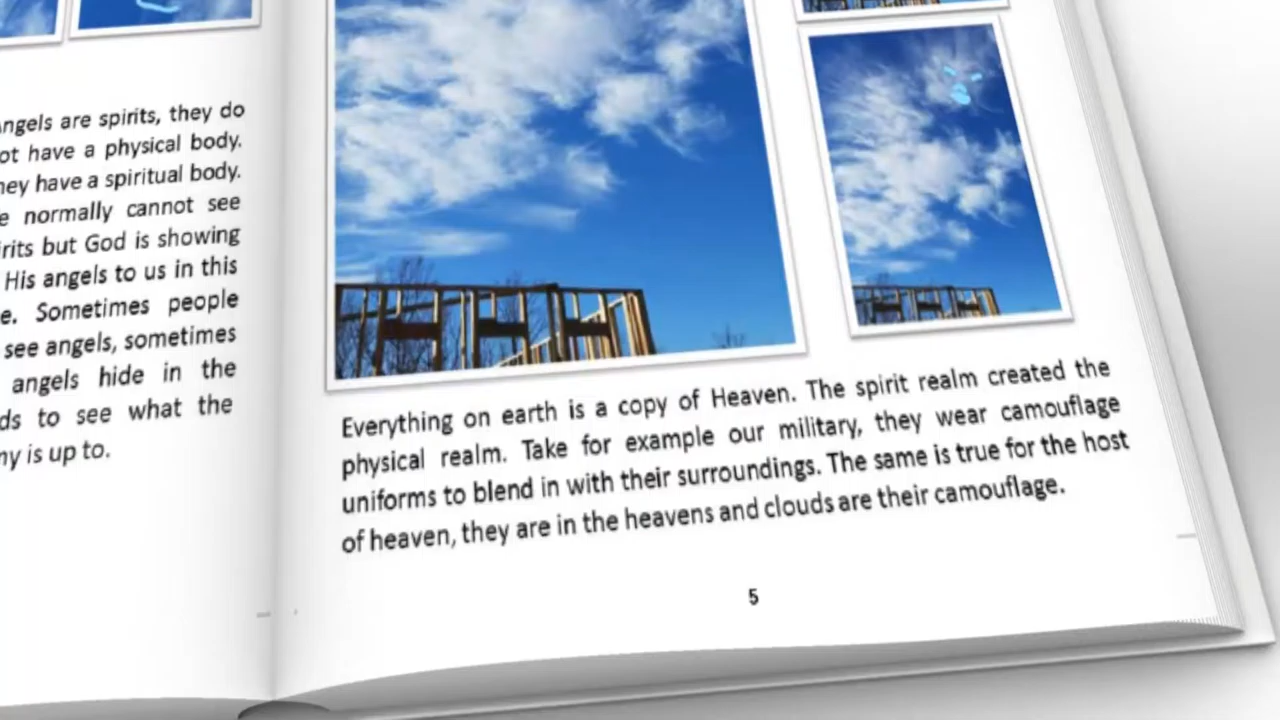 ngels are spirits, they do
ot have a physical body.
hey have a spiritual body.
e normally cannot see
irits but God is showing
His angels to us in this
e. Sometimes people
see angels, sometimes
angels hide in the
ds to see what the
my is up to.
Everything on earth is a copy of Heaven. The spirit realm created the
physical realm. Take for example our military, they wear camouflage
uniforms to blend in with their surroundings. The same is true for the host
of heaven, they are in the heavens and clouds are their camouflage.
5